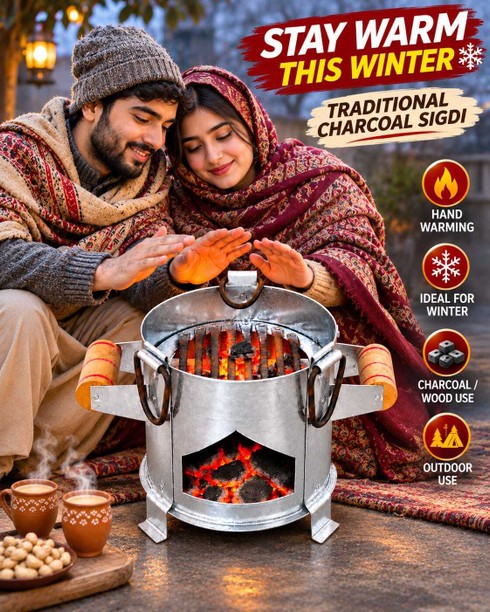 STAY WARM
THIS WINTER
TRADITIONAL
CHARCOAL SIGDI
HAND
WARMING
IDEAL FOR
WINTER
CHARCOAL /
WOOD USE
OUTDOOR
USE